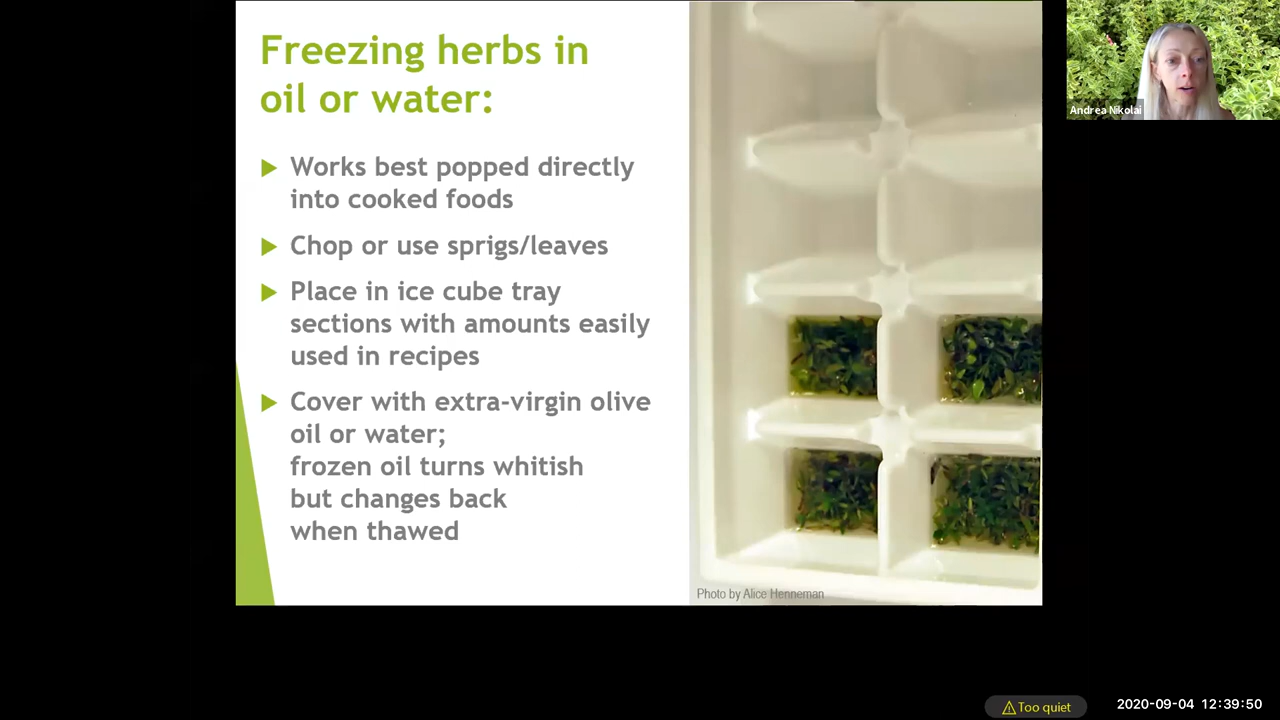 Freezing herbs in
oil or water:
Works best popped directly
into cooked foods
Chop or use sprigs/leaves
Place in ice cube tray
sections with amounts easily
used in recipes
Cover with extra-virgin olive
oil or water;
frozen oil turns whitish
but changes back
when thawed
Photo by Alice Henneman
Andrea Nikolai
Too quiet
2020-09-04 12:39:50